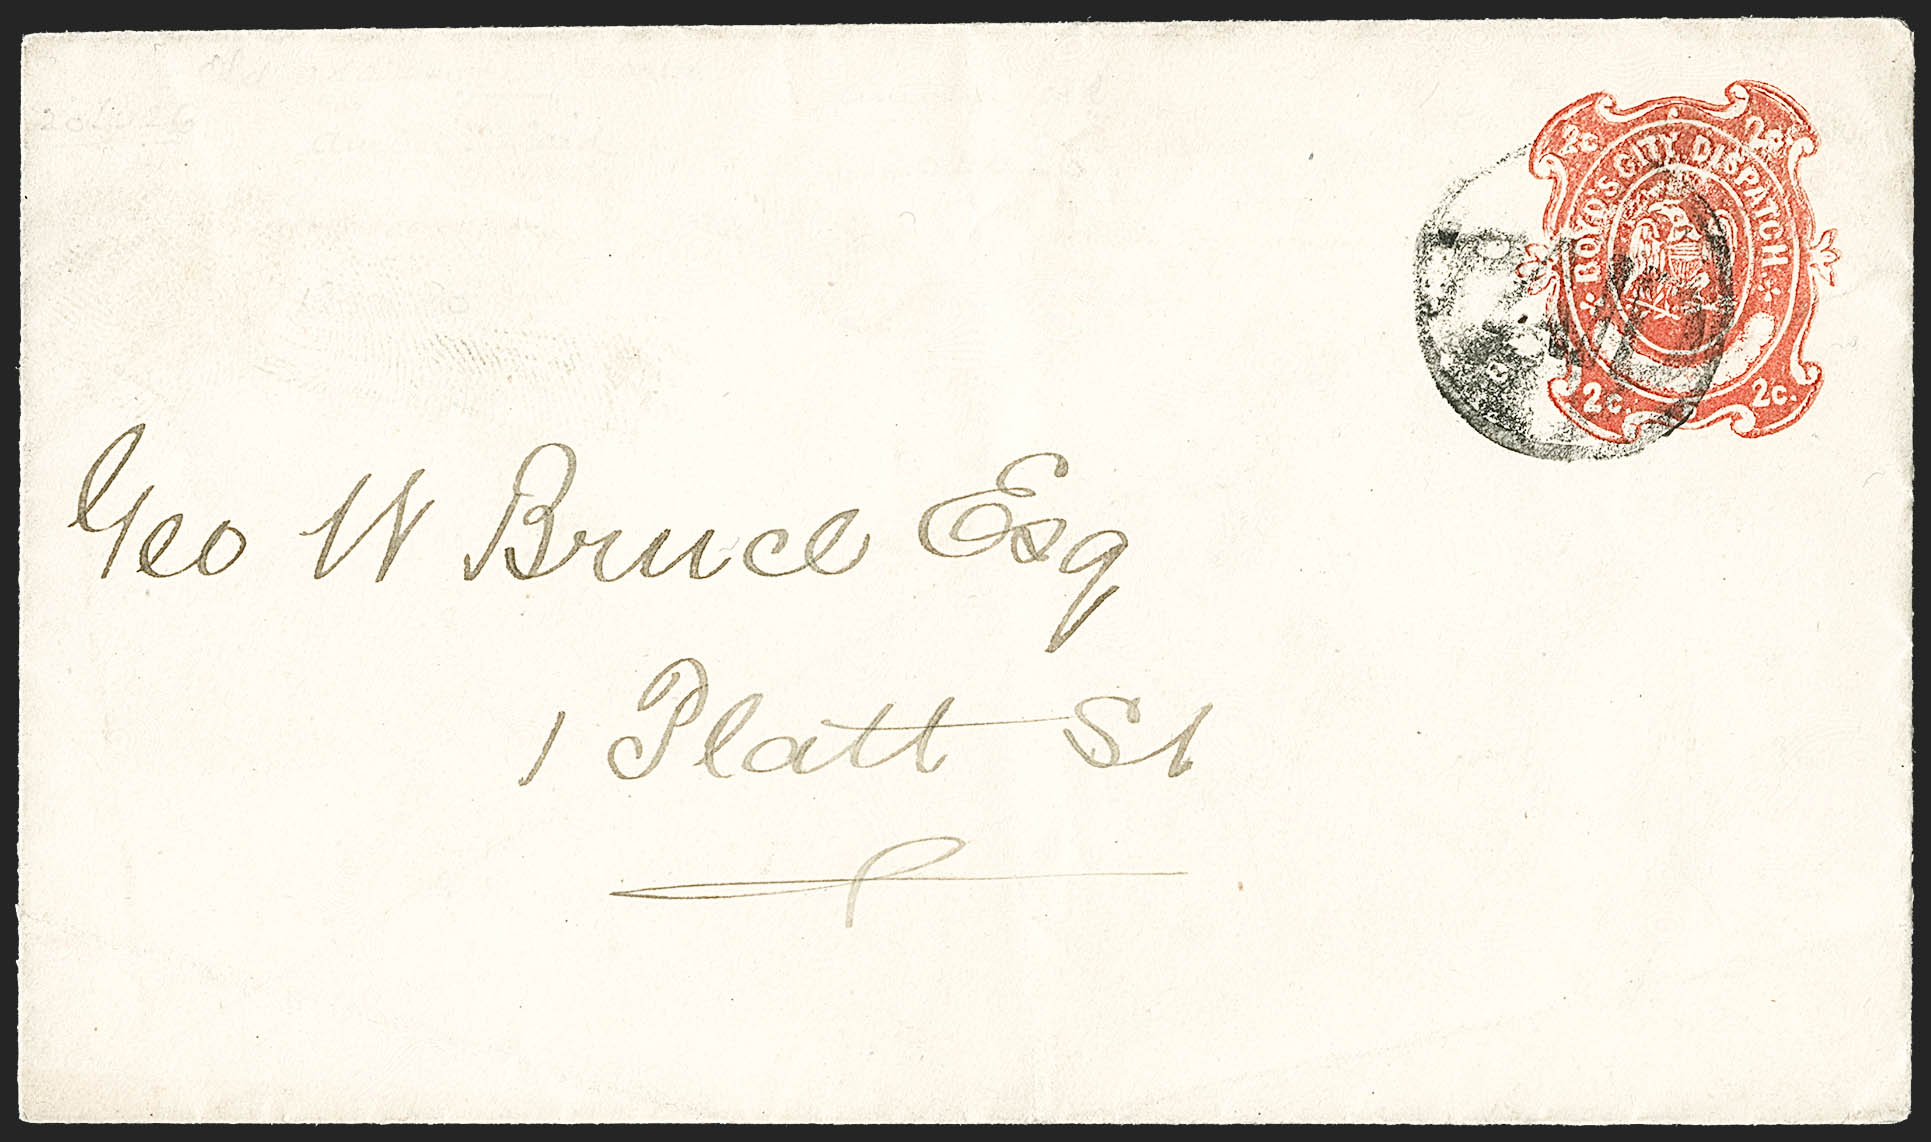 2c 2c
BOYD'S CITY DISPATCH.
2c. 2c.
Geo W Bruce Esq
1 Platt St